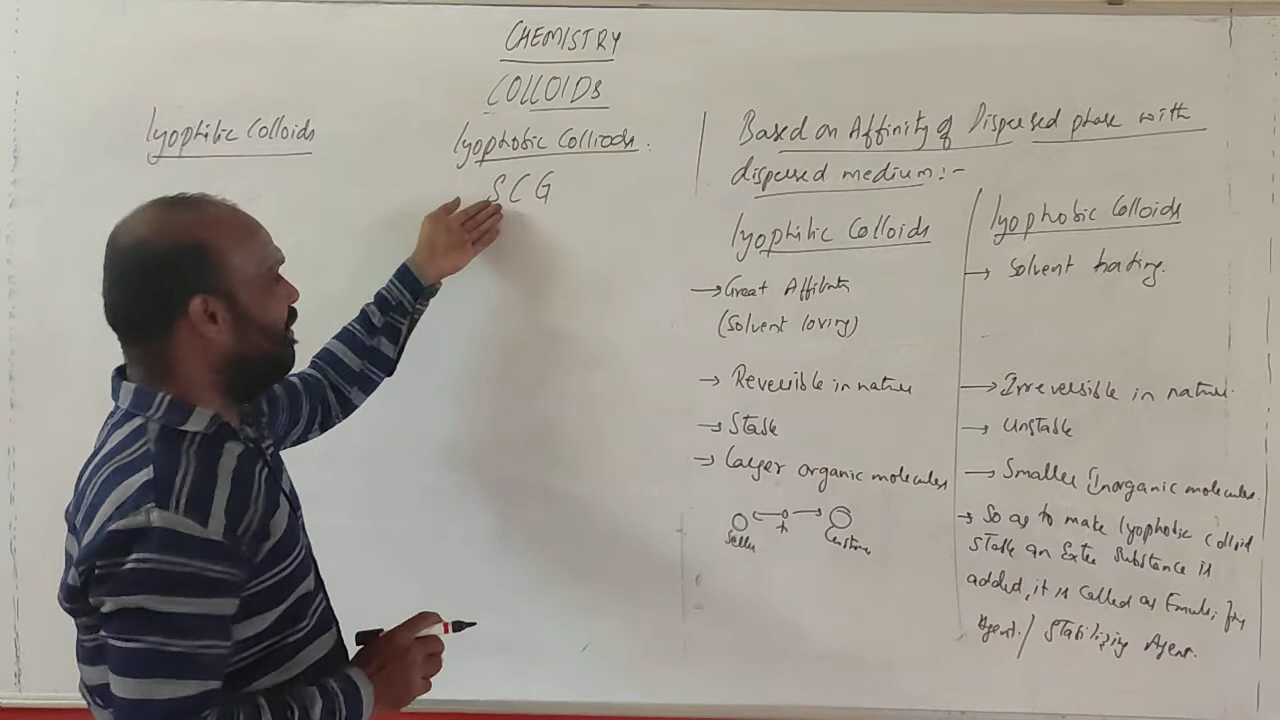 CHEMISTRY
COLLOIDS
lyophilic Colloids
lyophobic Colliods.
SCG
Based on Affinity of Dispersed phase with
dispersed medium:-
lyophilic Colloids
→ Great
(Solvent loving)
→ Reversible in nature
→ Stable
→ Larger organic molecules
Seller
lyophobic Colloids
→ Solvent hating.
→ Irreversible in nature.
→ Unstable
→ Smaller Inorganic molecules.
→ So as to make lyophobic Colloid
Stable an Extra Substance is
added, it is called as
Agent / Stabilizing Agent.